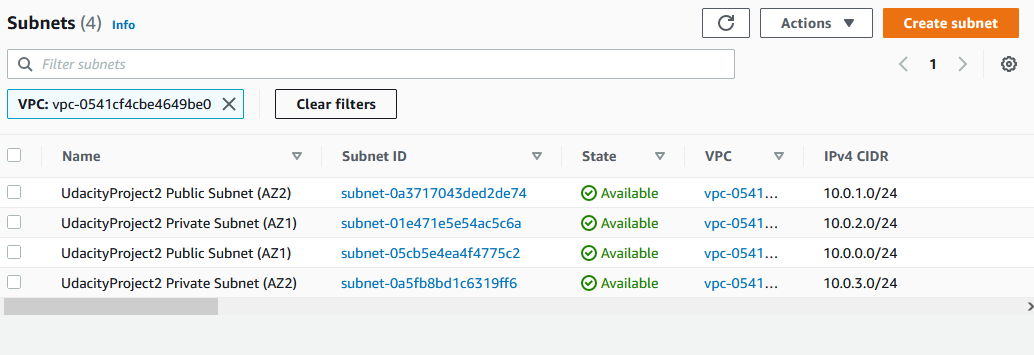 Subnets (4) Info Actions Create subnet
Filter subnets 1
VPC: vpc-0541cf4cbe4649be0 Clear filters
Name Subnet ID State VPC IPv4 CIDR
UdacityProject2 Public Subnet (AZ2) subnet-0a3717043ded2de74 Available vpc-0541... 10.0.1.0/24
UdacityProject2 Private Subnet (AZ1) subnet-01e471e5e54ac5c6a Available vpc-0541... 10.0.2.0/24
UdacityProject2 Public Subnet (AZ1) subnet-05cb5e4ea4f4775c2 Available vpc-0541... 10.0.0.0/24
UdacityProject2 Private Subnet (AZ2) subnet-0a5fb8bd1c6319ff6 Available vpc-0541... 10.0.3.0/24